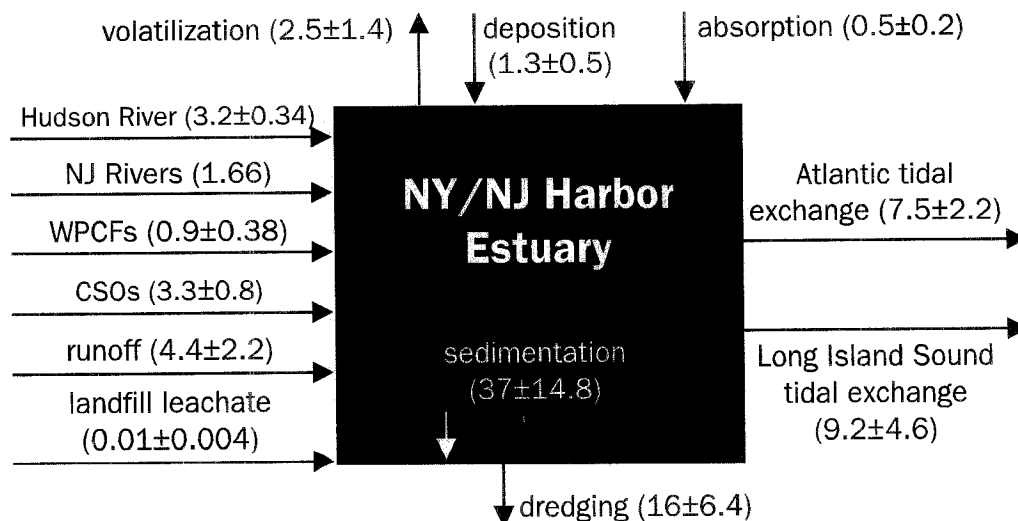 volatilization (2.5±1.4)
deposition
(1.3±0.5)
absorption (0.5±0.2)
Hudson River (3.2±0.34)
NJ Rivers (1.66)
WPCFs (0.9±0.38)
CSOs (3.3±0.8)
runoff (4.4±2.2)
landfill leachate
(0.01±0.004)
NY/NJ Harbor
Estuary
sedimentation
(37±14.8)
Atlantic tidal
exchange (7.5±2.2)
Long Island Sound
tidal exchange
(9.2±4.6)
dredging (16±6.4)